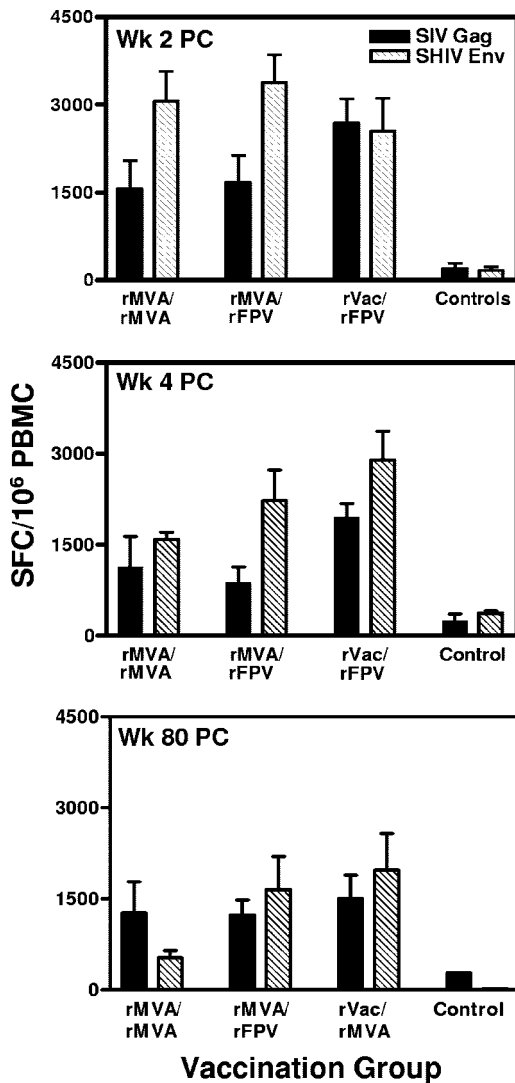 4500
Wk 2 PC
SIV Gag
SHIV Env
3000
1500
0
rMVA/ rMVA/ rVac/ Controls
rMVA rFPV rFPV
4500
Wk 4 PC
3000
1500
0
rMVA/ rMVA/ rVac/ Control
rMVA rFPV rFPV
SFC/10⁶ PBMC
4500
Wk 80 PC
3000
1500
0
rMVA/ rMVA/ rVac/ Control
rMVA rFPV rMVA
Vaccination Group